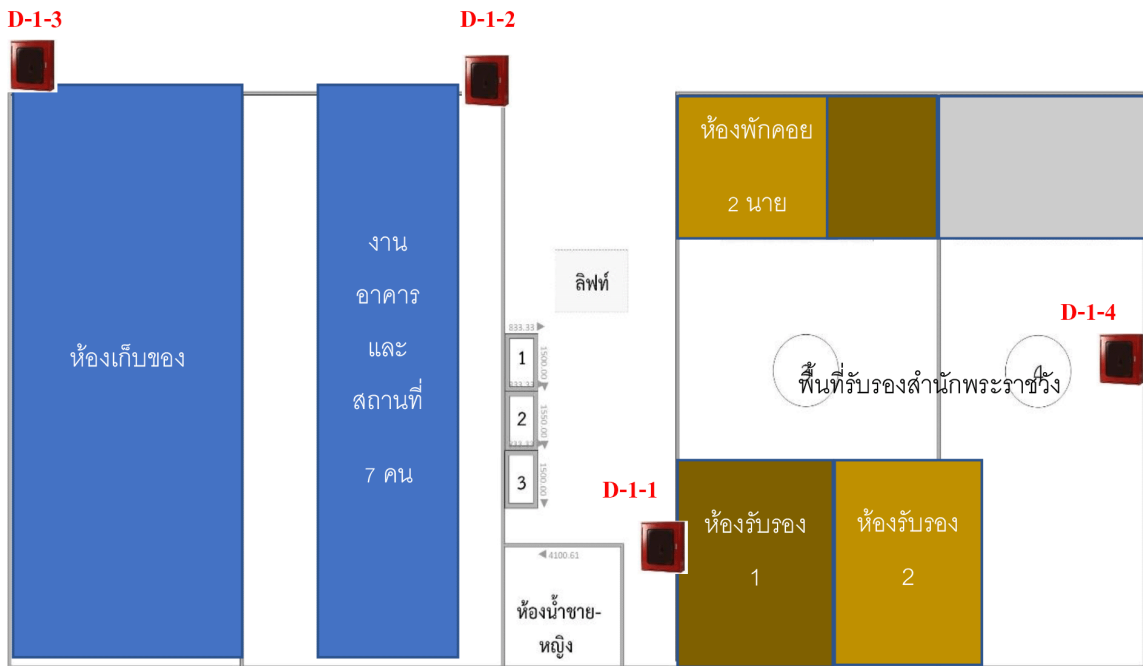 D-1-3
D-1-2
ห้องพักคอย
2 นาย
งาน
อาคาร
และ
สถานที่
7 คน
ลิฟท์
D-1-4
833.33
1500.00
1
ห้องเก็บของ
พื้นที่รับรองสำนักพระราชวัง
833.33
1550.00
2
733.33
1500.00
3
D-1-1
ห้องรับรอง
1
ห้องรับรอง
2
4100.61
ห้องน้ำชาย-
หญิง